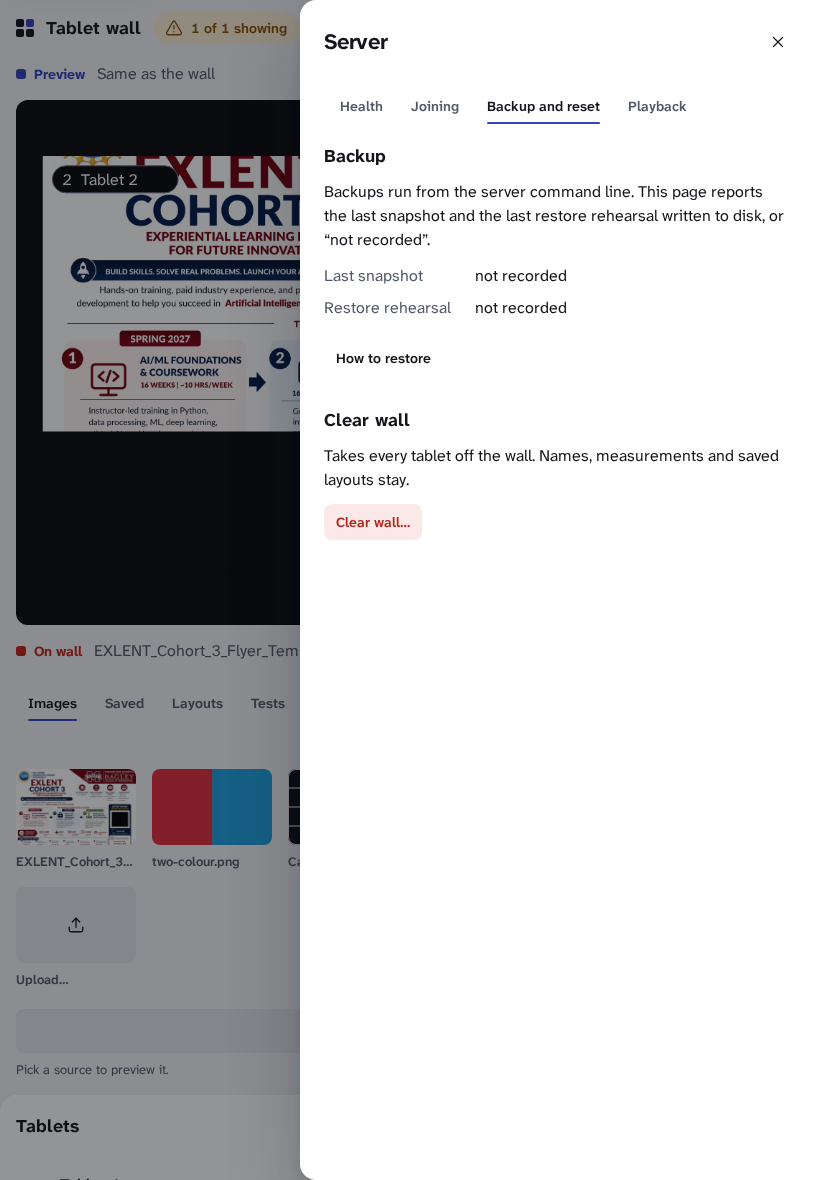 Tablet wall
1 of 1 showing
Preview Same as the wall
2 Tablet 2
COHORT
EXPERIENTIAL LEARNING
FOR FUTURE INNOVAT
BUILD SKILLS. SOLVE REAL PROBLEMS. LAUNCH YOUR
Hands-on training, paid industry experience, and p
development to help you succeed in Artificial Intelligen
SPRING 2027
1
AI/ML FOUNDATIONS
& COURSEWORK
16 WEEKS | ~10 HRS/WEEK
2
Instructor-led training in Python,
data processing, ML, deep learning,
On wall EXLENT_Cohort_3_Flyer_Tem
Images Saved Layouts Tests
EXLENT
COHORT 3
EXLENT_Cohort_3...
two-colour.png
Ca
Upload...
Pick a source to preview it.
Tablets
Server
Health Joining Backup and reset Playback
Backup
Backups run from the server command line. This page reports
the last snapshot and the last restore rehearsal written to disk, or
“not recorded”.
Last snapshot not recorded
Restore rehearsal not recorded
How to restore
Clear wall
Takes every tablet off the wall. Names, measurements and saved
layouts stay.
Clear wall...